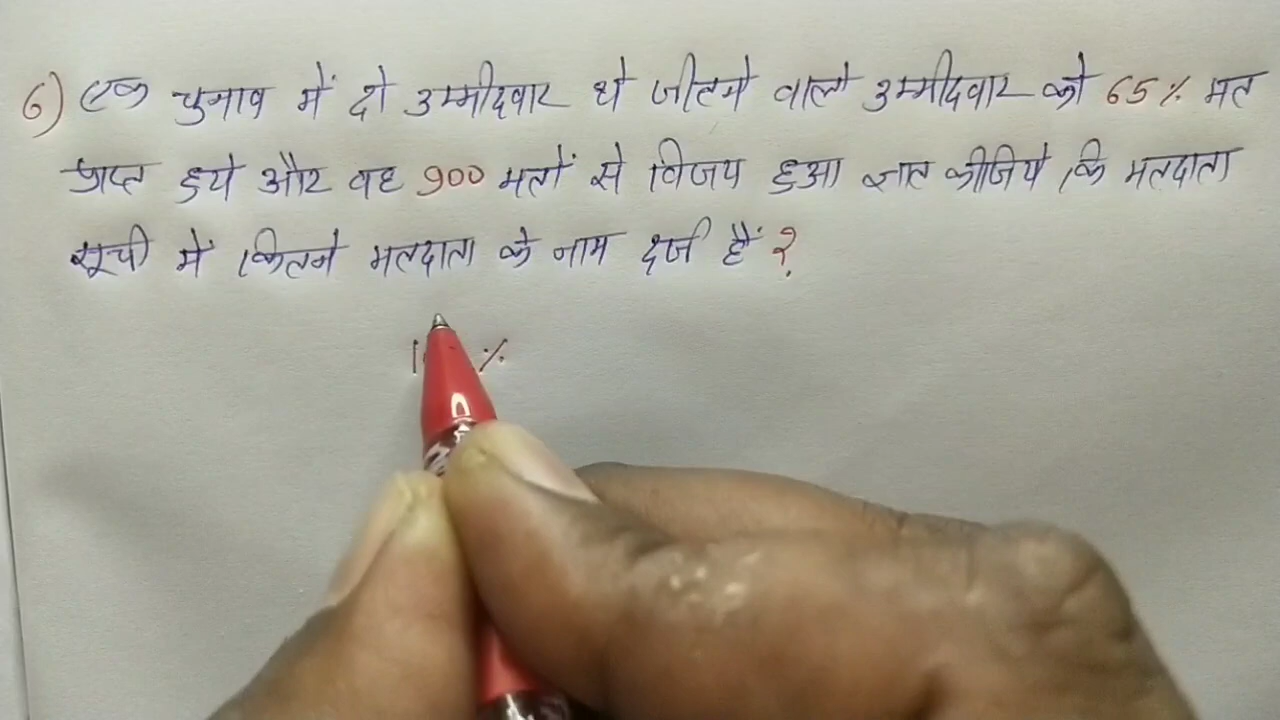 6) एक चुनाव में दो उम्मीदवार थे जीतने वाले उम्मीदवार को 65% मत
प्राप्त हुये और वह 900 मतों से विजय हुआ ज्ञात कीजिये कि मतदाता
सूची में कितने मतदाता के नाम दर्ज हैं ?
%